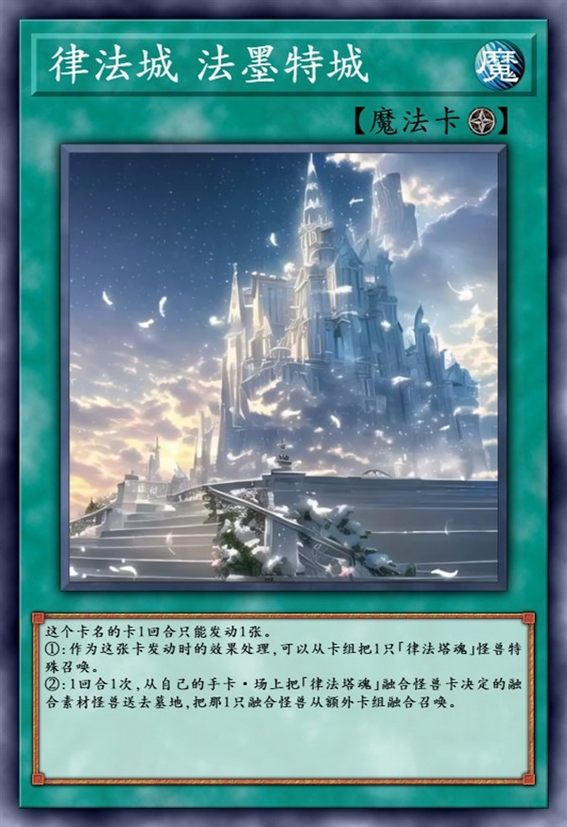 律法城 法墨特城
魔
【魔法卡】
这个卡名的卡1回合只能发动1张。
①:作为这张卡发动时的效果处理,可以从卡组把1只「律法塔魂」怪兽特
殊召唤。
②:1回合1次,从自己的手卡・场上把「律法塔魂」融合怪兽卡决定的融
合素材怪兽送去墓地,把那1只融合怪兽从额外卡组融合召唤。